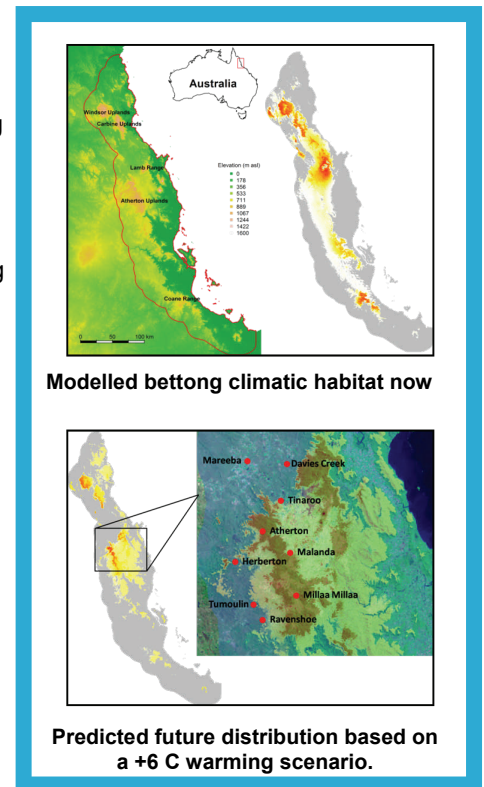 g
g
Australia
Windsor Uplands
Carbine Uplands
Lamb Range
Atherton Uplands
Coane Range
Elevation (m asl)
0
178
356
533
711
889
1067
1244
1422
1600
0 50 100 km
Modelled bettong climatic habitat now
Mareeba
Davies Creek
Tinaroo
Atherton
Malanda
Herberton
Millaa Millaa
Tumoulin
Ravenshoe
Predicted future distribution based on
a +6 C warming scenario.